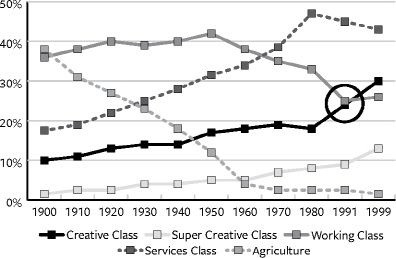 50%
40%
30%
20%
10%
0%
1900 1910 1920 1930 1940 1950 1960 1970 1980 1991 1999
Creative Class Super Creative Class Working Class
Services Class Agriculture